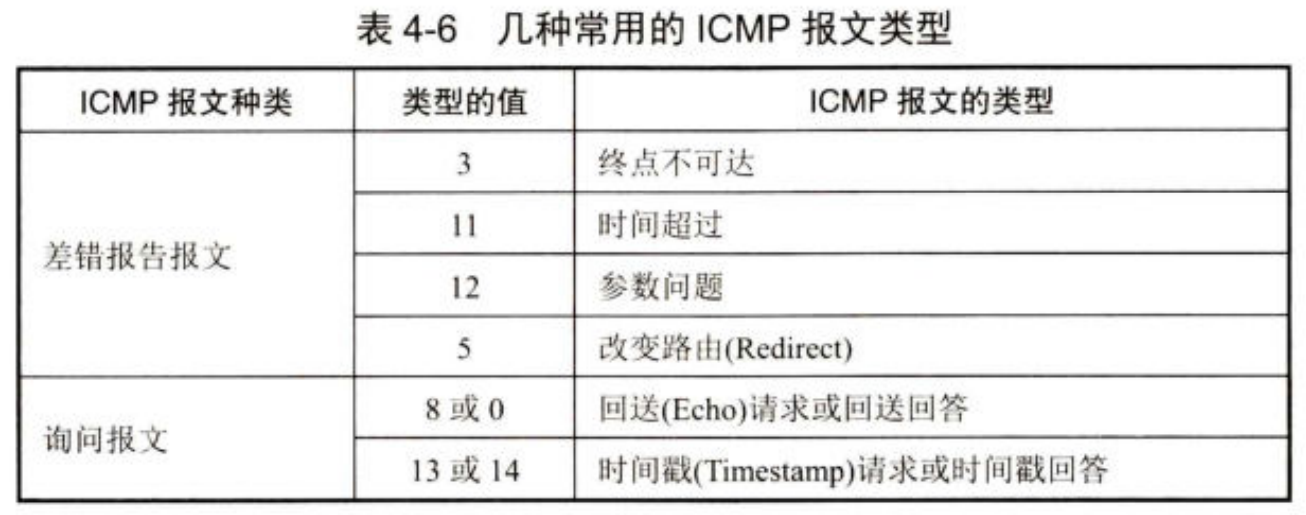 表 4-6 几种常用的 ICMP 报文类型
ICMP 报文种类 类型的值 ICMP 报文的类型
差错报告报文
3 终点不可达
11 时间超过
12 参数问题
5 改变路由(Redirect)
询问报文
8 或 0 回送(Echo)请求或回送回答
13 或 14 时间戳(Timestamp)请求或时间戳回答